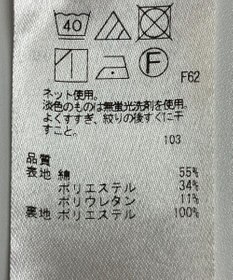 40
F
F62
ネット使用。
淡色のものは無蛍光洗剤を使用。
よくすすぎ、絞りの後すぐに干
すこと。
103
品質
表地 綿 55%
ポリエステル 34%
ポリウレタン 11%
裏地 ポリエステル 100%